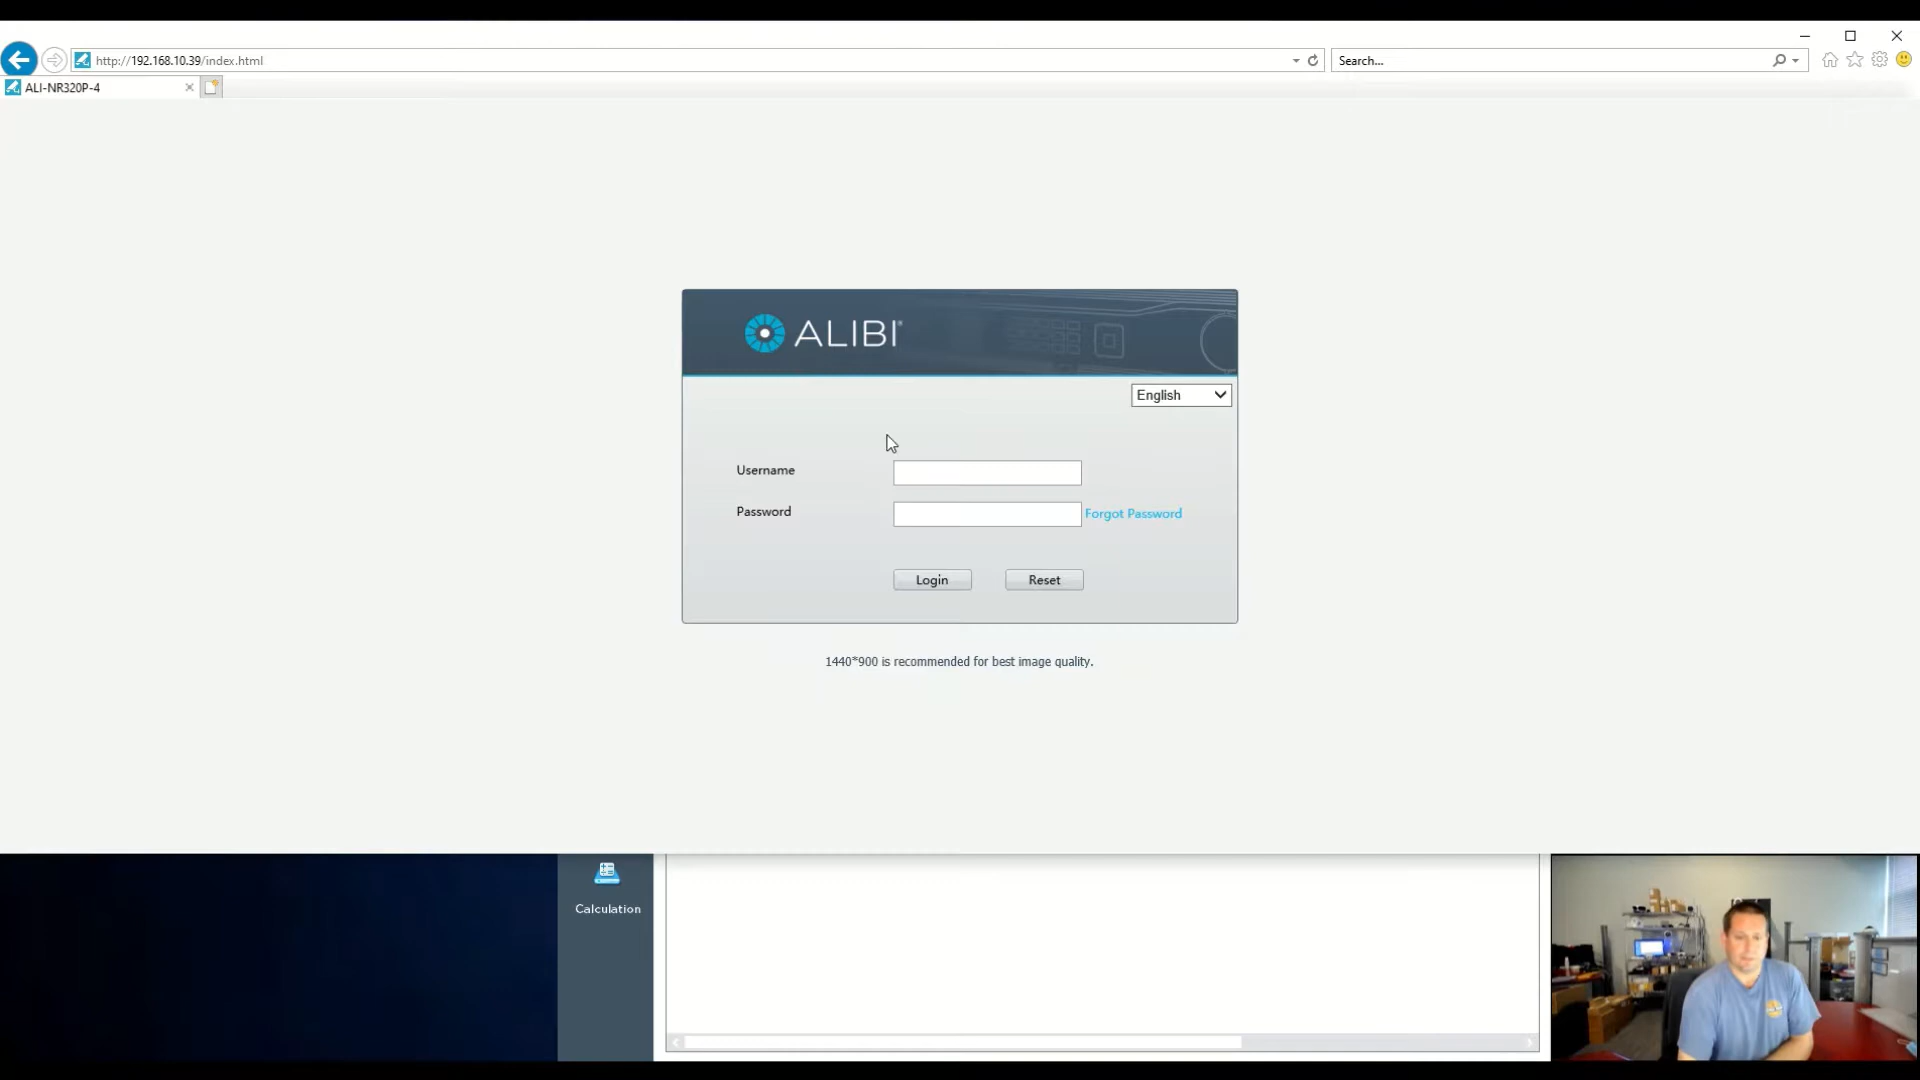 http://192.168.10.39/index.html
Search...
ALI-NR320P-4
ALIBI®
English
Username
Password
Forgot Password
Login
Reset
1440*900 is recommended for best image quality.
Calculation